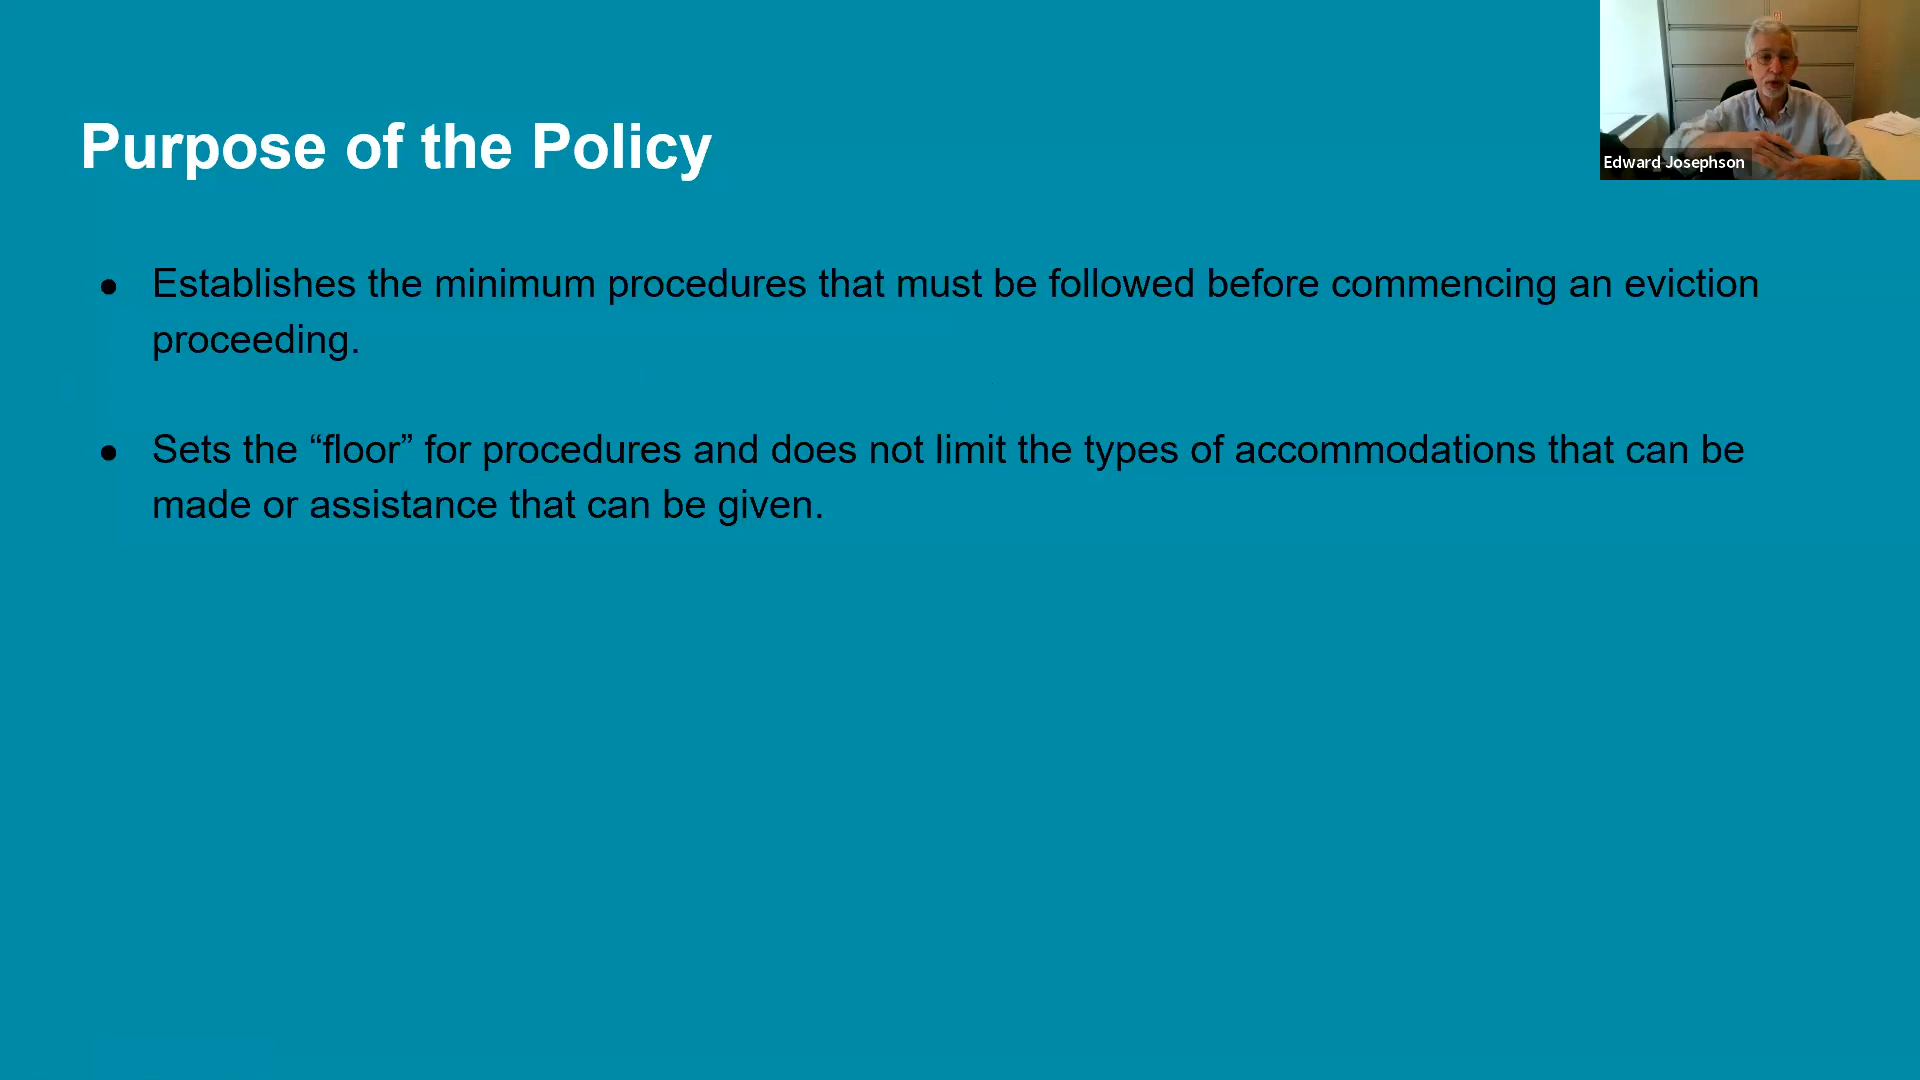 Purpose of the Policy
Edward Josephson
● Establishes the minimum procedures that must be followed before commencing an eviction
proceeding.
● Sets the “floor” for procedures and does not limit the types of accommodations that can be
made or assistance that can be given.